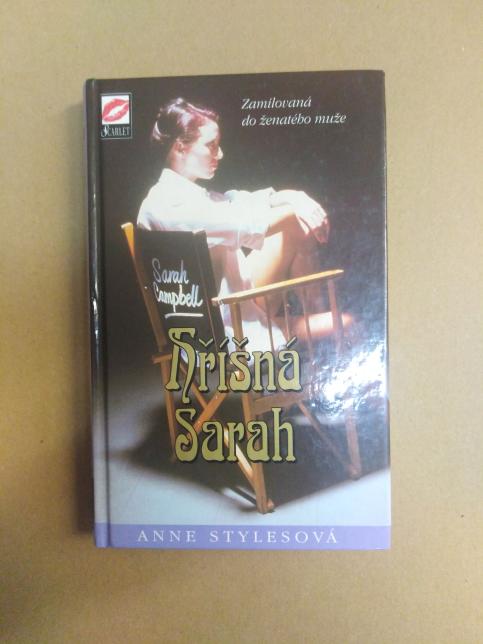 SCARLET
Zamilovaná
do ženatého muže
Sarah
Campbell
Hříšná
Sarah
ANNE STYLESOVÁ